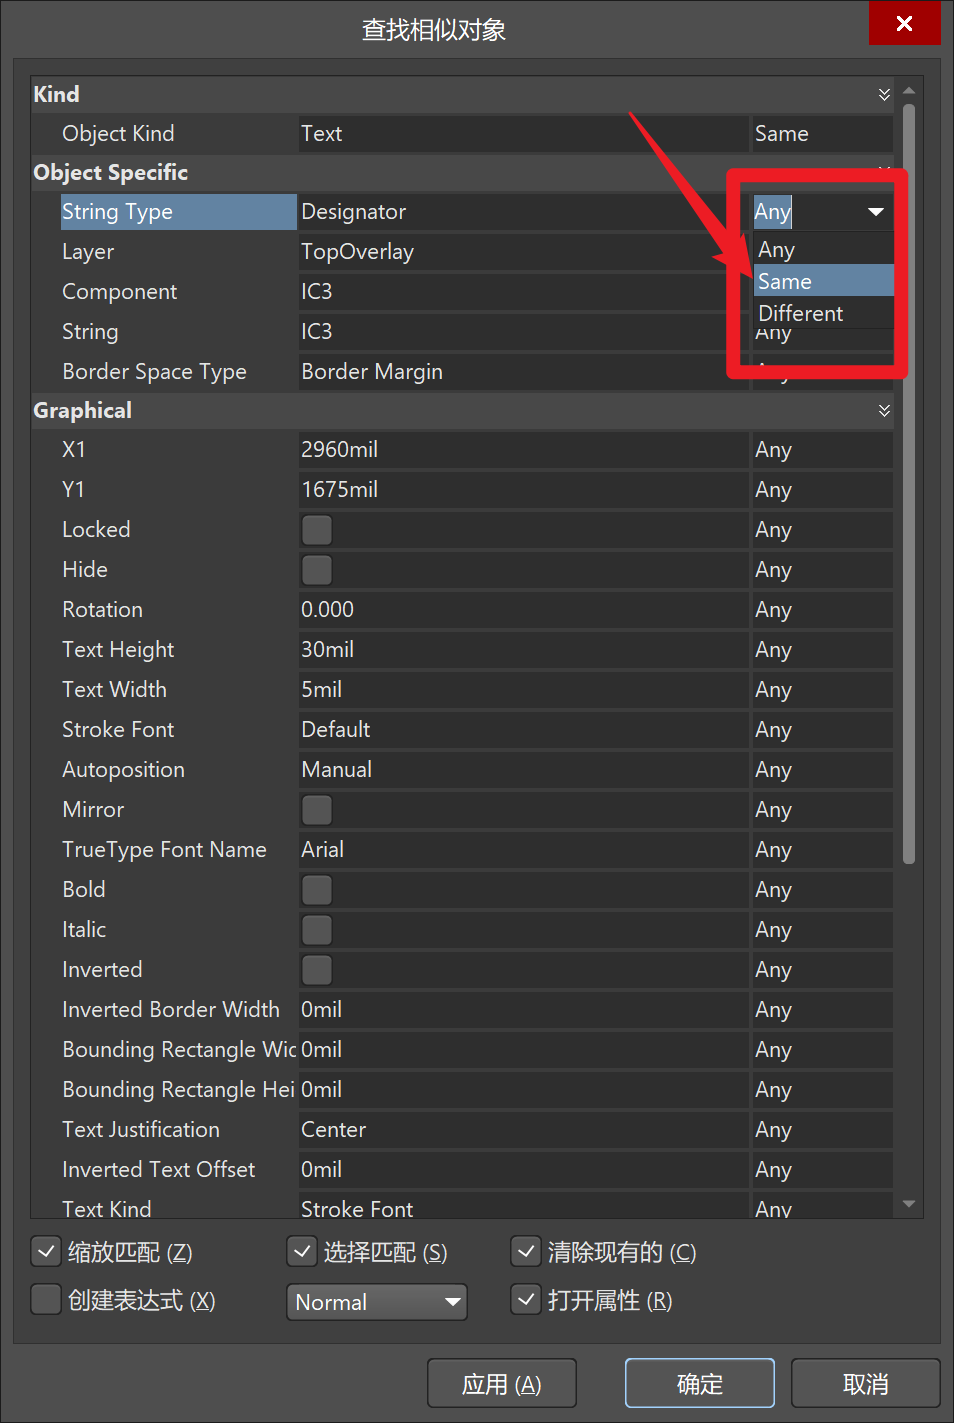 查找相似对象
Kind
Object Kind Text Same
Object Specific
String Type Designator Any
Layer TopOverlay Any
Component IC3 Same
String IC3 Different
Any
Border Space Type Border Margin Any
Graphical
X1 2960mil Any
Y1 1675mil Any
Locked Any
Hide Any
Rotation 0.000 Any
Text Height 30mil Any
Text Width 5mil Any
Stroke Font Default Any
Autoposition Manual Any
Mirror Any
TrueType Font Name Arial Any
Bold Any
Italic Any
Inverted Any
Inverted Border Width 0mil Any
Bounding Rectangle Wid 0mil Any
Bounding Rectangle Hei 0mil Any
Text Justification Center Any
Inverted Text Offset 0mil Any
Text Kind Stroke Font Any
缩放匹配 (Z) 选择匹配 (S) 清除现有的 (C)
创建表达式 (X) Normal 打开属性 (R)
应用 (A) 确定 取消